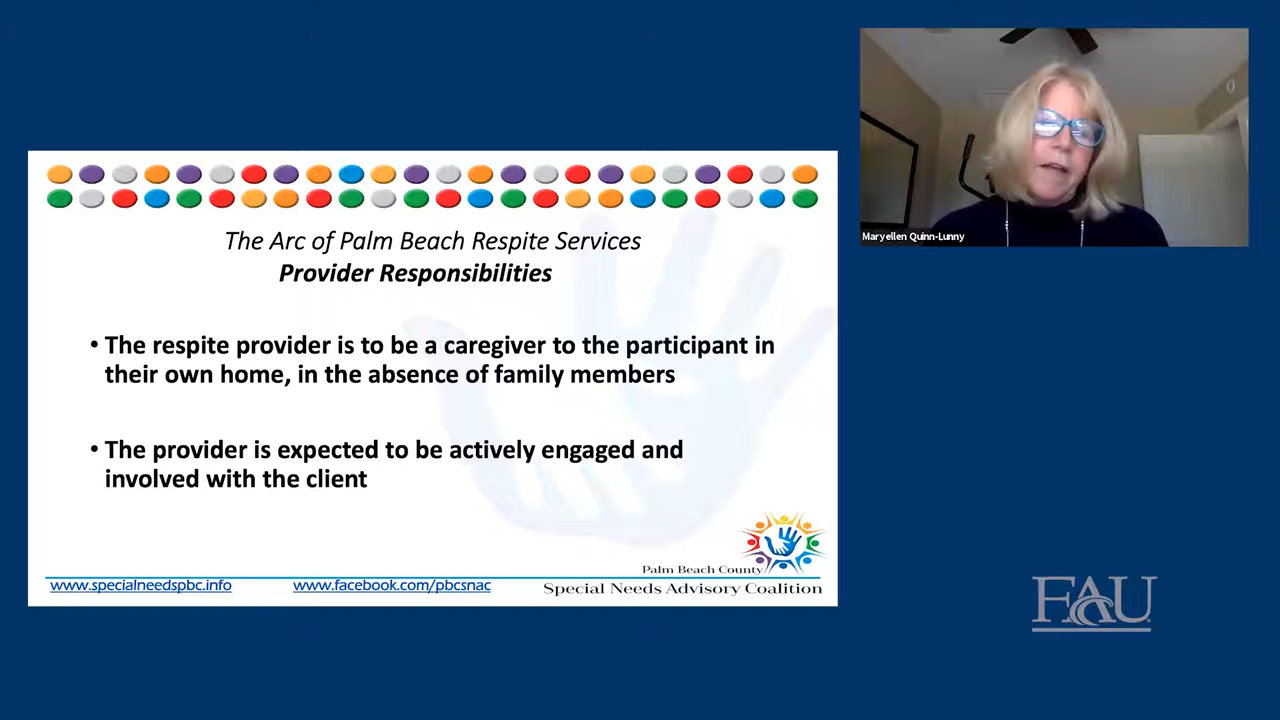 The Arc of Palm Beach Respite Services
Provider Responsibilities
• The respite provider is to be a caregiver to the participant in
their own home, in the absence of family members
• The provider is expected to be actively engaged and
involved with the client
www.specialneedspbc.info
www.facebook.com/pbcsnac
Palm Beach County
Special Needs Advisory Coalition
Maryellen Quinn-Lunny
FAU